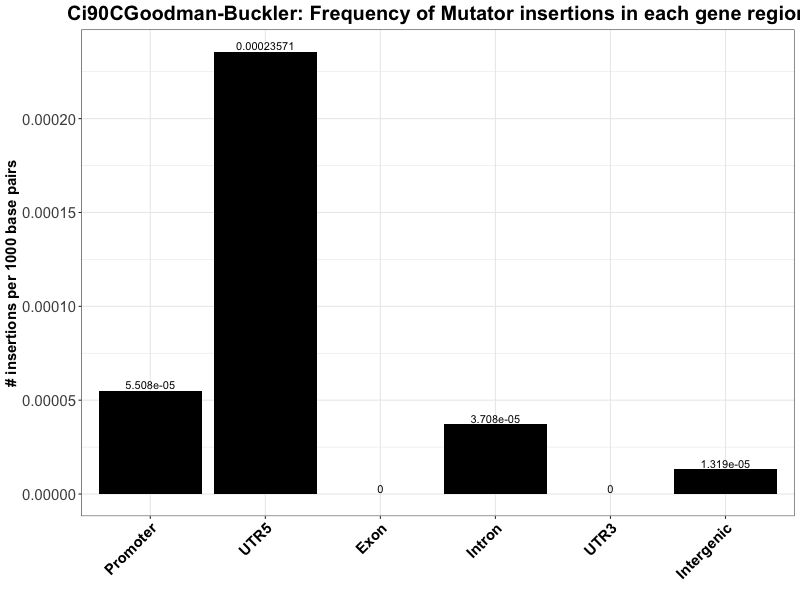 Ci90CGoodman-Buckler: Frequency of Mutator insertions in each gene region
# insertions per 1000 base pairs
0.00020
0.00015
0.00010
0.00005
0.00000
5.508e-05
0.00023571
0
3.708e-05
0
1.319e-05
Promoter
UTR5
Exon
Intron
UTR3
Intergenic